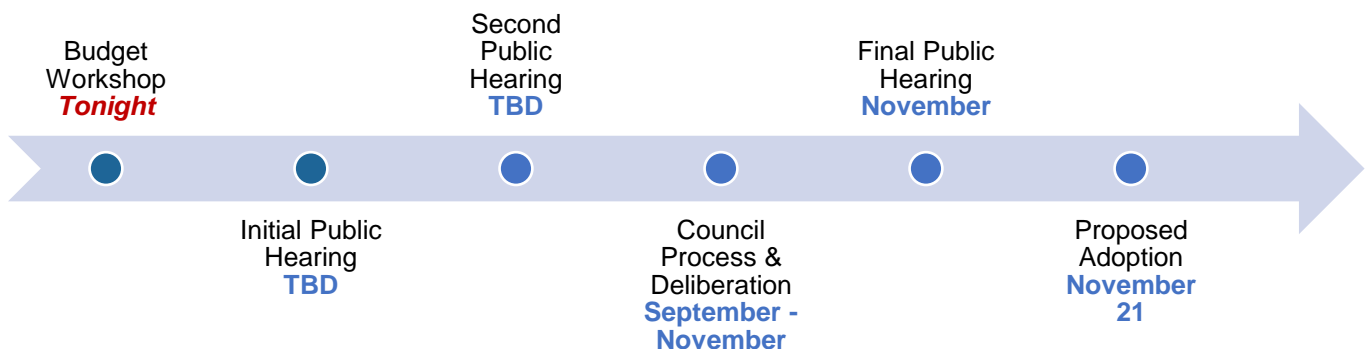 Budget
Workshop
Tonight
Initial Public
Hearing
TBD
Second
Public
Hearing
TBD
Council
Process &
Deliberation
September -
November
Final Public
Hearing
November
Proposed
Adoption
November
21